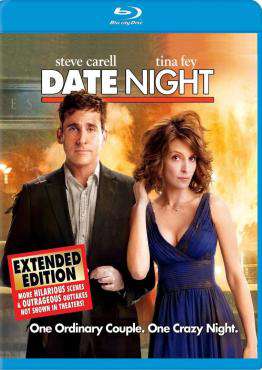 Blu-ray Disc
steve carell tina fey
DATE NIGHT
EXTENDED
EDITION
MORE HILARIOUS SCENES
& OUTRAGEOUS OUTTAKES
NOT SHOWN IN THEATERS!
One Ordinary Couple. One Crazy Night.